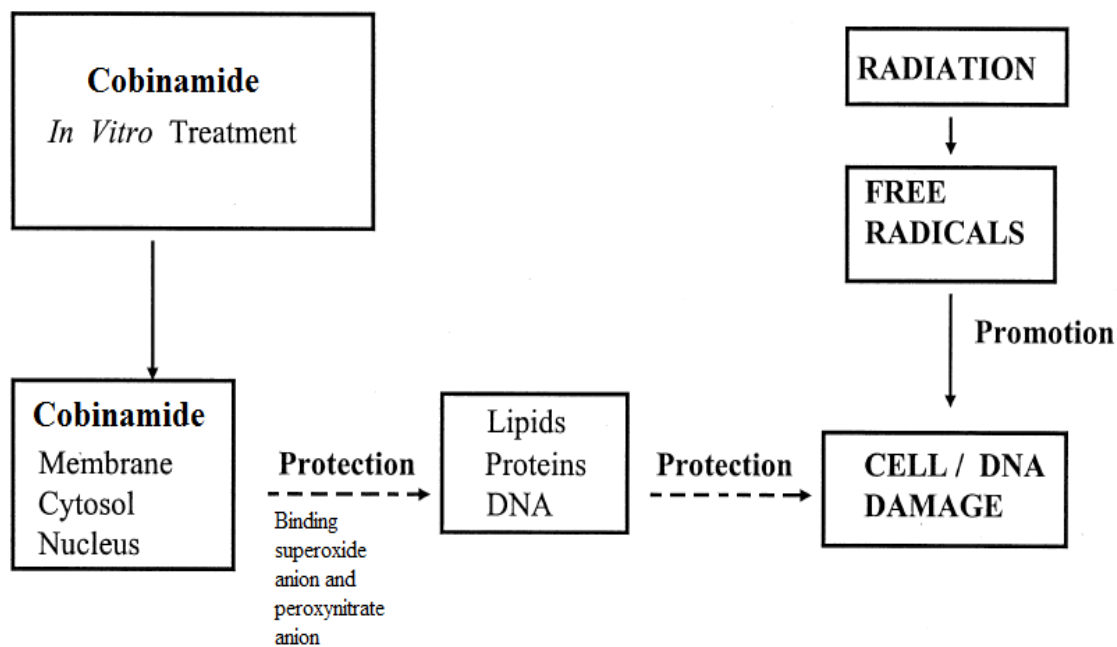 Cobinamide
In Vitro Treatment
RADIATION
FREE
RADICALS
Promotion
Cobinamide
Membrane
Cytosol
Nucleus
Protection
Binding
superoxide
anion and
peroxynitrate
anion
Lipids
Proteins
DNA
Protection
CELL / DNA
DAMAGE